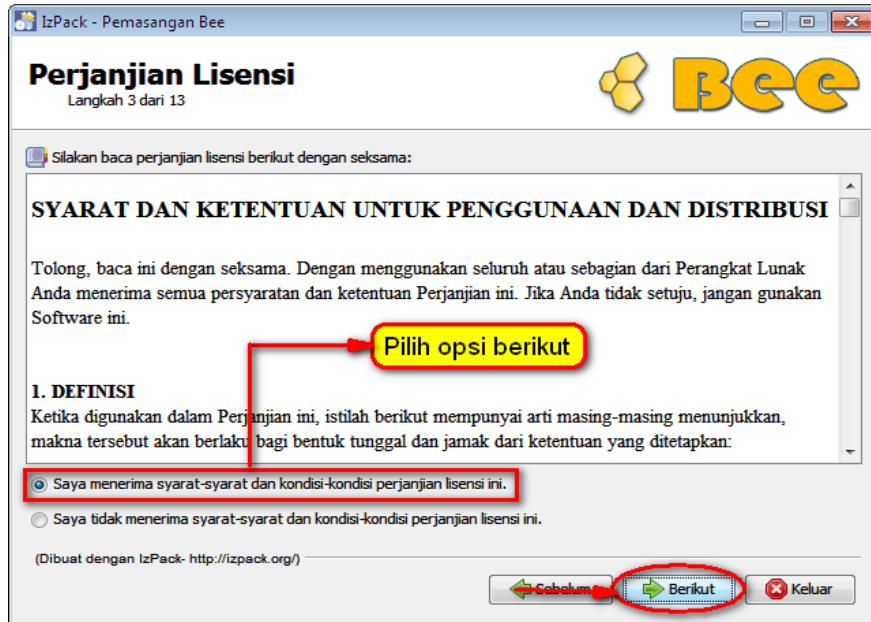 IzPack - Pemasangan Bee
Perjanjian Lisensi
Langkah 3 dari 13
Bee
Silakan baca perjanjian lisensi berikut dengan seksama:
SYARAT DAN KETENTUAN UNTUK PENGGUNAAN DAN DISTRIBUSI
Tolong, baca ini dengan seksama. Dengan menggunakan seluruh atau sebagian dari Perangkat Lunak
Anda menerima semua persyaratan dan ketentuan Perjanjian ini. Jika Anda tidak setuju, jangan gunakan
Software ini.
Pilih opsi berikut
1. DEFINISI
Ketika digunakan dalam Perjanjian ini, istilah berikut mempunyai arti masing-masing menunjukkan,
makna tersebut akan berlaku bagi bentuk tunggal dan jamak dari ketentuan yang ditetapkan:
Saya menerima syarat-syarat dan kondisi-kondisi perjanjian lisensi ini.
Saya tidak menerima syarat-syarat dan kondisi-kondisi perjanjian lisensi ini.
(Dibuat dengan IzPack- http://izpack.org/)
Sebelum Berikut Keluar